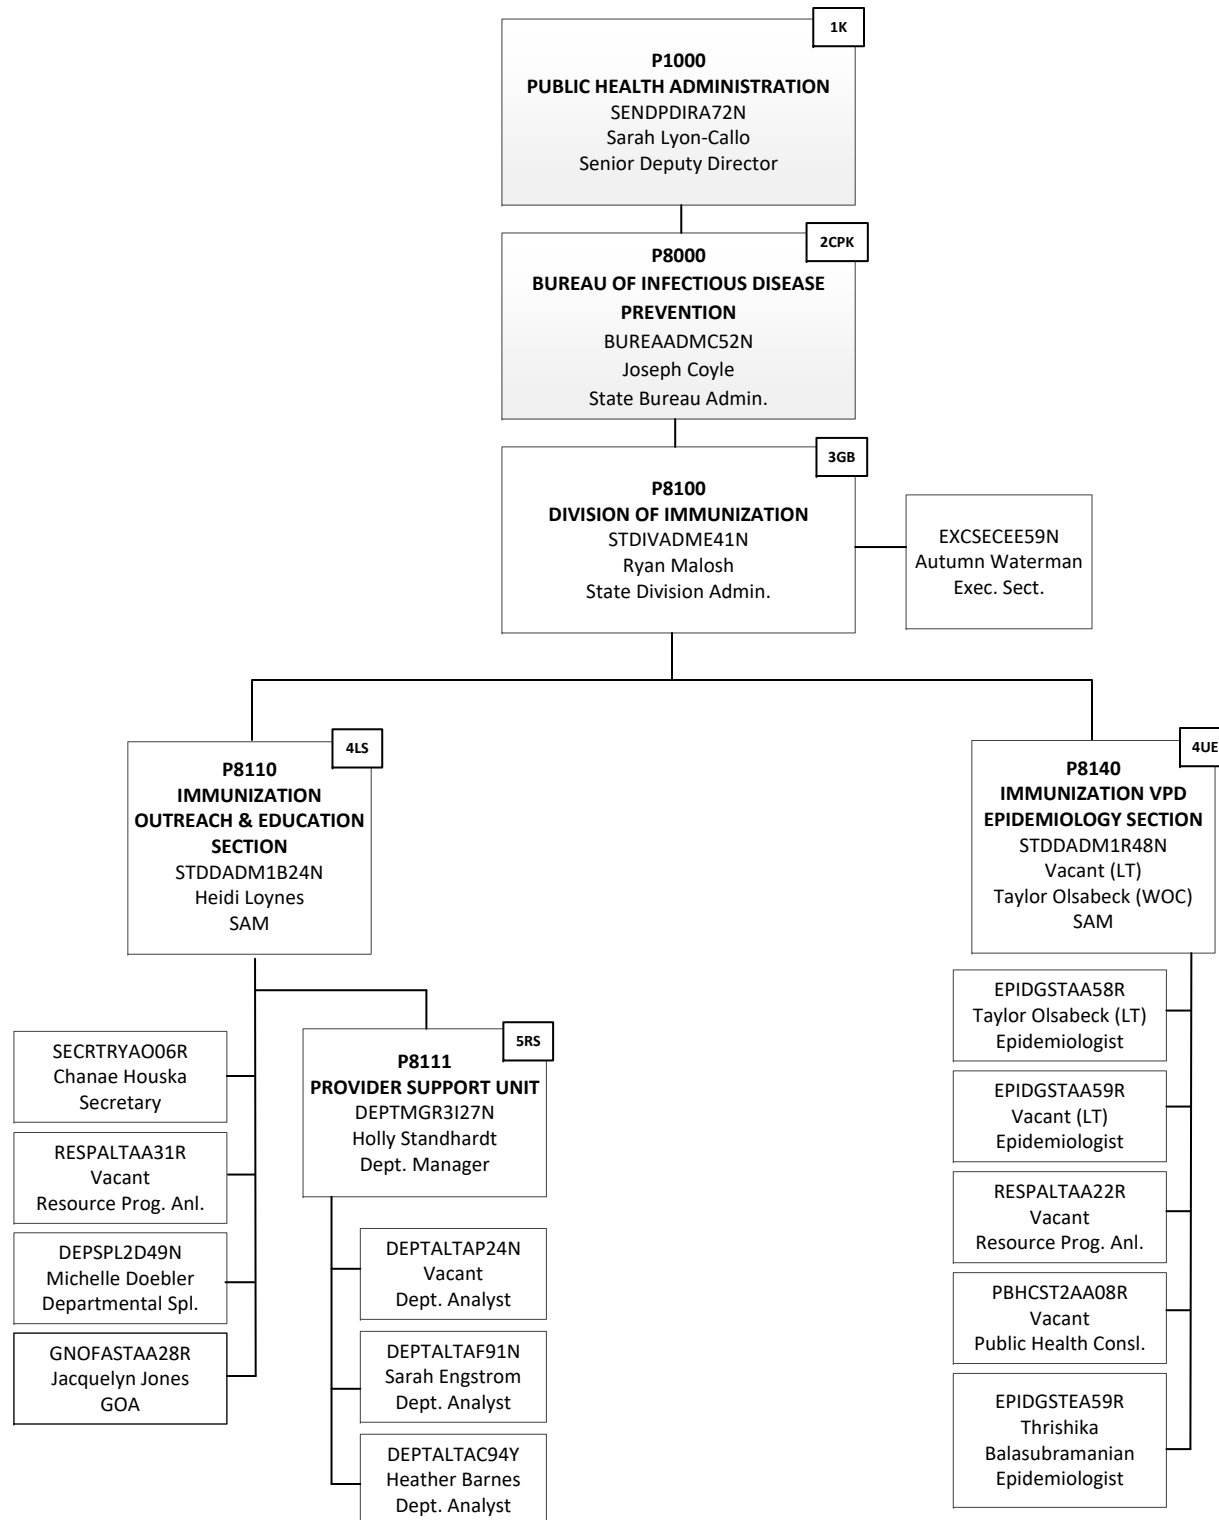 1K
P1000
PUBLIC HEALTH ADMINISTRATION
SENDPDIRA72N
Sarah Lyon-Callo
Senior Deputy Director
2CPK
P8000
BUREAU OF INFECTIOUS DISEASE
PREVENTION
BUREAADMC52N
Joseph Coyle
State Bureau Admin.
3GB
P8100
DIVISION OF IMMUNIZATION
STDIVADME41N
Ryan Malosh
State Division Admin.
EXCSECEE59N
Autumn Waterman
Exec. Sect.
4LS
P8110
IMMUNIZATION
OUTREACH & EDUCATION
SECTION
STDDADM1B24N
Heidi Loynes
SAM
SECRTRYAO06R
Chanae Houska
Secretary
RESPALTAA31R
Vacant
Resource Prog. Anl.
DEPSPL2D49N
Michelle Doebler
Departmental Spl.
GNOFASTAA28R
Jacquelyn Jones
GOA
5RS
P8111
PROVIDER SUPPORT UNIT
DEPTMGR3I27N
Holly Standhardt
Dept. Manager
DEPTALTAP24N
Vacant
Dept. Analyst
DEPTALTAF91N
Sarah Engstrom
Dept. Analyst
DEPTALTAC94Y
Heather Barnes
Dept. Analyst
4UE
P8140
IMMUNIZATION VPD
EPIDEMIOLOGY SECTION
STDDADM1R48N
Vacant (LT)
Taylor Olsabeck (WOC)
SAM
EPIDGSTAA58R
Taylor Olsabeck (LT)
Epidemiologist
EPIDGSTAA59R
Vacant (LT)
Epidemiologist
RESPALTAA22R
Vacant
Resource Prog. Anl.
PBHCST2AA08R
Vacant
Public Health Consl.
EPIDGSTEA59R
Thrishika
Balasubramanian
Epidemiologist